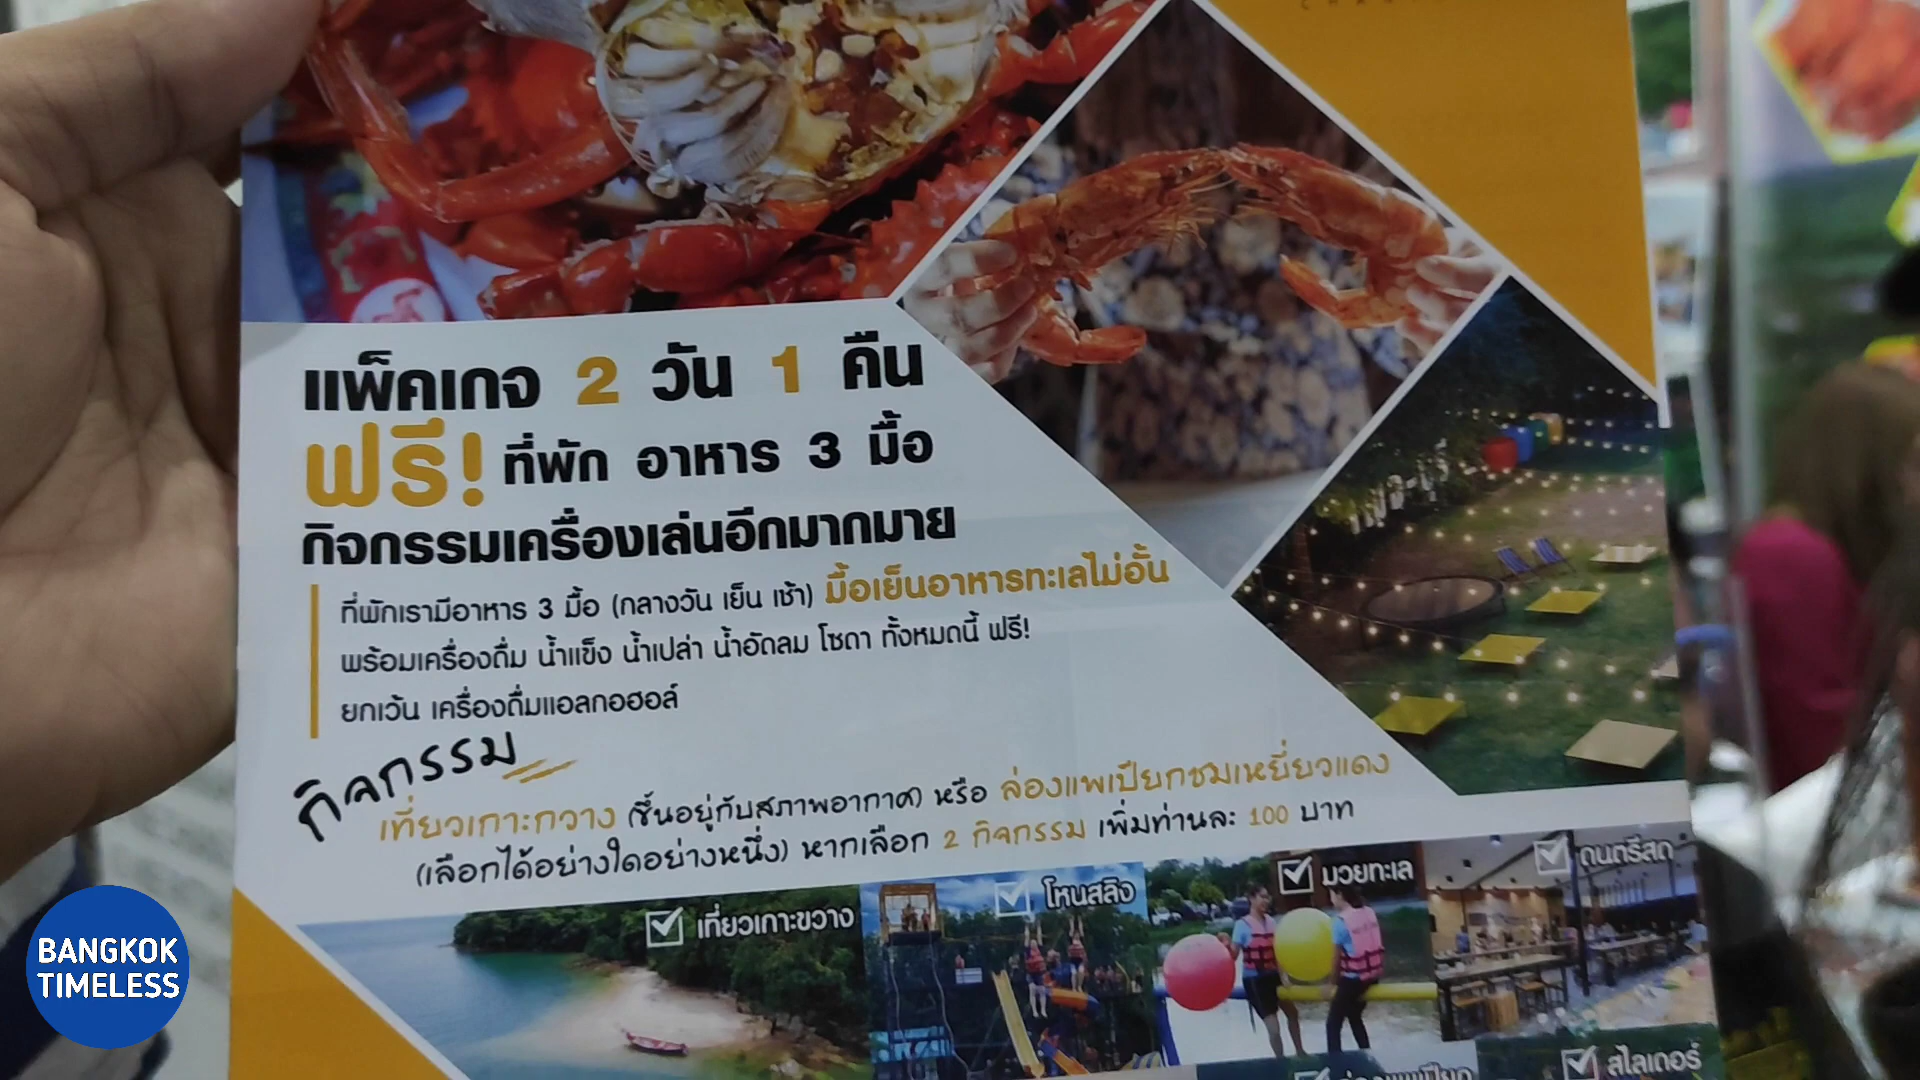 แพ็คเกจ 2 วัน 1 คืน
ฟรี! ที่พัก อาหาร 3 มื้อ
กิจกรรมเครื่องเล่นอีกมากมาย
ที่พักเรามีอาหาร 3 มื้อ (กลางวัน เย็น เช้า) มื้อเย็นอาหารทะเลไม่อั้น
พร้อมเครื่องดื่ม น้ำแข็ง น้ำเปล่า น้ำอัดลม โซดา ทั้งหมดนี้ ฟรี!
ยกเว้น เครื่องดื่มแอลกอฮอล์
กิจกรรม
เที่ยวเกาะกวาง (ขึ้นอยู่กับสภาพอากาศ) หรือ ล่องแพเปียกชมเหยี่ยวแดง
(เลือกได้อย่างใดอย่างหนึ่ง) หากเลือก 2 กิจกรรม เพิ่มท่านละ 100 บาท
เที่ยวเกาะขวาง
โหนสลิง
มวยทะเล
ดนตรีสด
สไลเดอร์
BANGKOK
TIMELESS